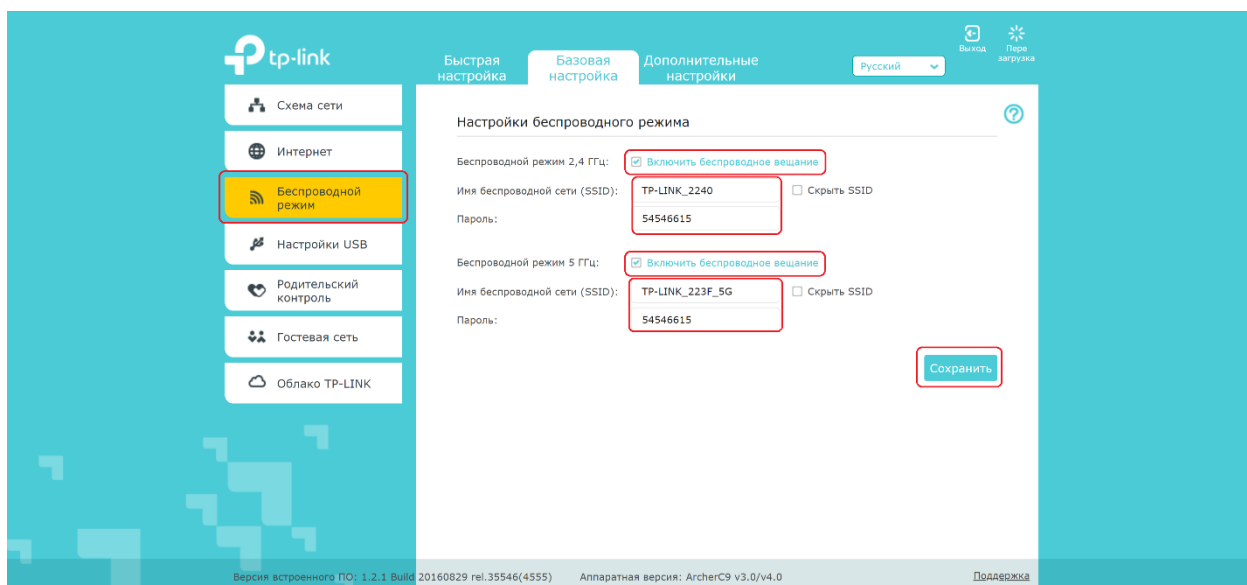 tp-link
Быстрая настройка
Базовая настройка
Дополнительные настройки
Русский
Выход
Пере
загрузка
Схема сети
Интернет
Беспроводной
режим
Настройки USB
Родительский
контроль
Гостевая сеть
Облако TP-LINK
Настройки беспроводного режима
Беспроводной режим 2,4 ГГц: Включить беспроводное вещание
Имя беспроводной сети (SSID): TP-LINK_2240 Скрыть SSID
Пароль: 54546615
Беспроводной режим 5 ГГц: Включить беспроводное вещание
Имя беспроводной сети (SSID): TP-LINK_223F_5G Скрыть SSID
Пароль: 54546615
Сохранить
Версия встроенного ПО: 1.2.1 Build 20160829 rel.35546(4555) Аппаратная версия: ArcherC9 v3.0/v4.0 Поддержка